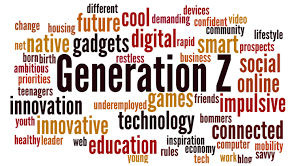 different
devices
change housing future cool demanding confident video
community lifestyle
net native gadgets digital rapid smart prospects
born birth restless business social
ambitious
priorities Generation Z online
teenagers
innovation underemployed games friends impulsive
innovative technology bommers
youth connected
healthy leader web education inspiration computer mobility
economy
young rules tech blog savvy